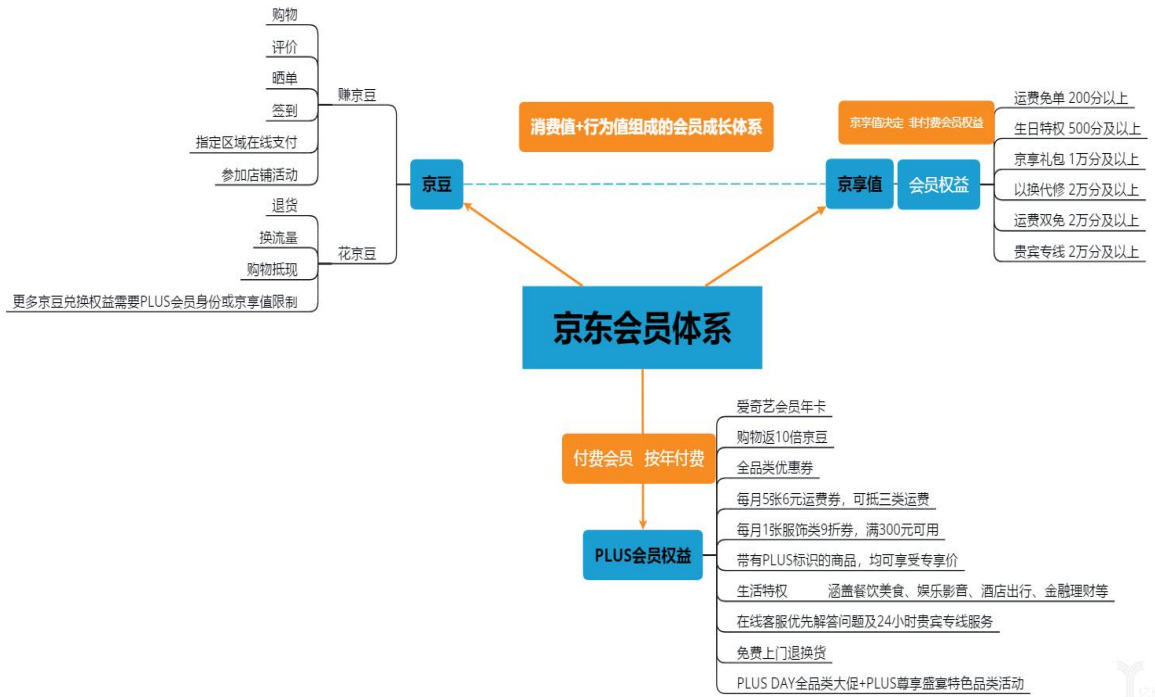 购物
评价
晒单
签到
指定区域在线支付
参加店铺活动
赚京豆
退货
换流量
购物抵现
更多京豆兑换权益需要PLUS会员身份或京享值限制
花京豆
京豆
消费值+行为值组成的会员成长体系
京享值决定 非付费会员权益
京享值
会员权益
运费免单 200分以上
生日特权 500分及以上
京享礼包 1万分及以上
以换代修 2万分及以上
运费双免 2万分及以上
贵宾专线 2万分及以上
京东会员体系
付费会员 按年付费
PLUS会员权益
爱奇艺会员年卡
购物返10倍京豆
全品类优惠券
每月5张6元运费券，可抵三类运费
每月1张服饰类9折券，满300元可用
带有PLUS标识的商品，均可享受专享价
生活特权 涵盖餐饮美食、娱乐影音、酒店出行、金融理财等
在线客服优先解答问题及24小时贵宾专线服务
免费上门退换货
PLUS DAY全品类大促+PLUS尊享盛宴特色品类活动